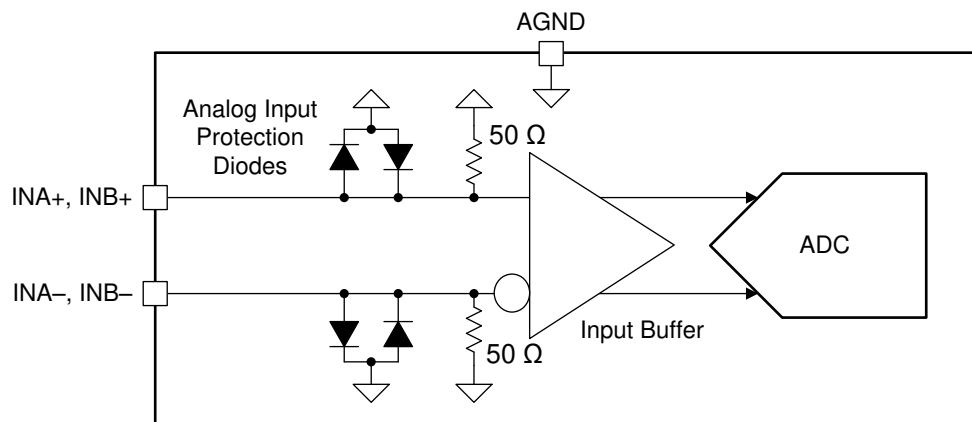 AGND
Analog Input
Protection
Diodes
50 Ω
INA+, INB+
ADC
INA–, INB–
Input Buffer
50 Ω